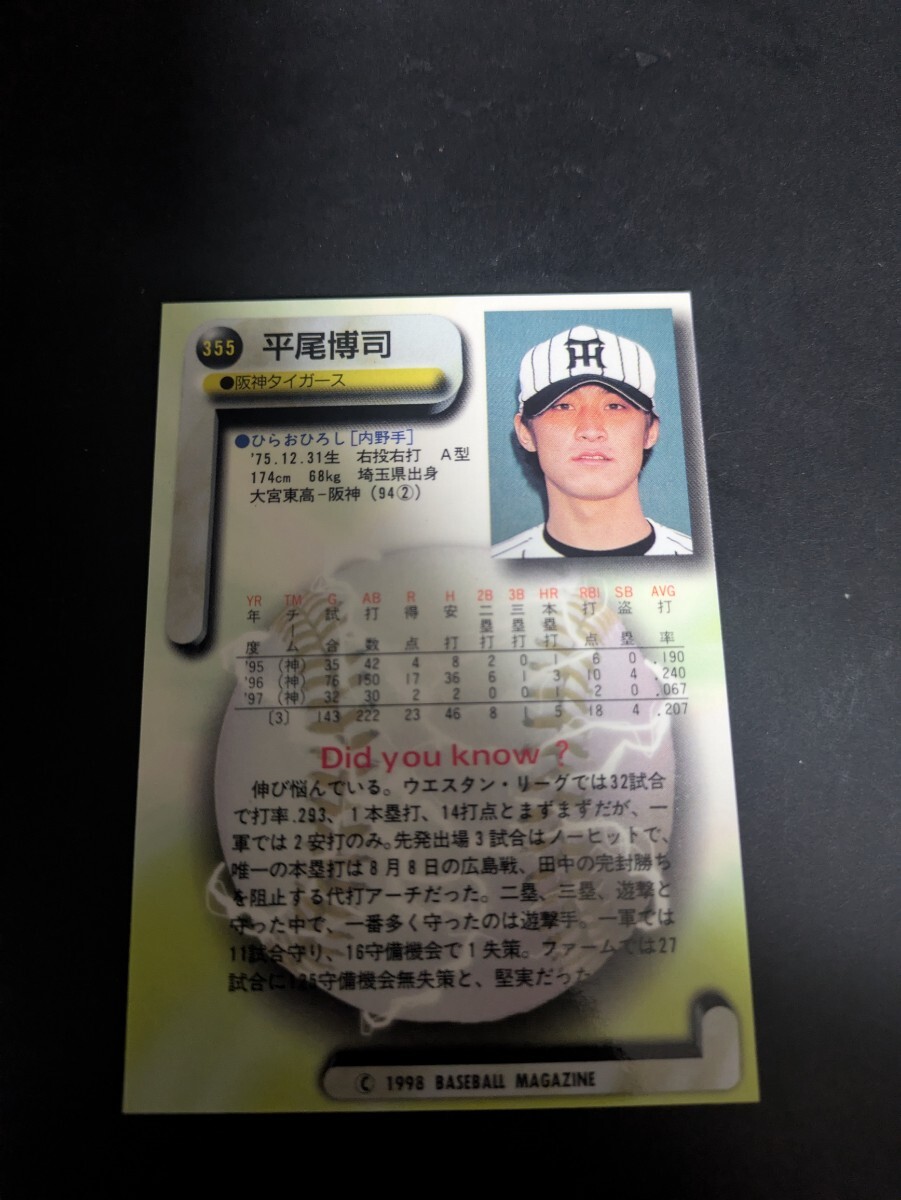 355 平尾博司
●阪神タイガース
●ひらおひろし[内野手]
'75.12.31生 右投右打 A型
174cm 68kg 埼玉県出身
大宮東高-阪神(94②)
TH
YR TM G AB R H 2B 3B HR RBI SB AVG
年度 チーム 試合 打数 得点 安打 二塁打 三塁打 本塁打 打点 盗塁 打率
'95 (神) 35 42 4 8 2 0 1 6 0 .190
'96 (神) 76 150 17 36 6 1 3 10 4 .240
'97 (神) 32 30 2 2 0 0 1 2 0 .067
[3] 143 222 23 46 8 1 5 18 4 .207
Did you know ?
伸び悩んでいる。ウエスタン・リーグでは32試合
で打率.293、1本塁打、14打点とまずまずだが、一
軍では2安打のみ。先発出場3試合はノーヒットで、
唯一の本塁打は8月8日の広島戦、田中の完封勝ち
を阻止する代打アーチだった。二塁、三塁、遊撃と
守った中で、一番多く守ったのは遊撃手。一軍では
11試合守り、16守備機会で1失策。ファームでは27
試合に125守備機会無失策と、堅実だった
© 1998 BASEBALL MAGAZINE